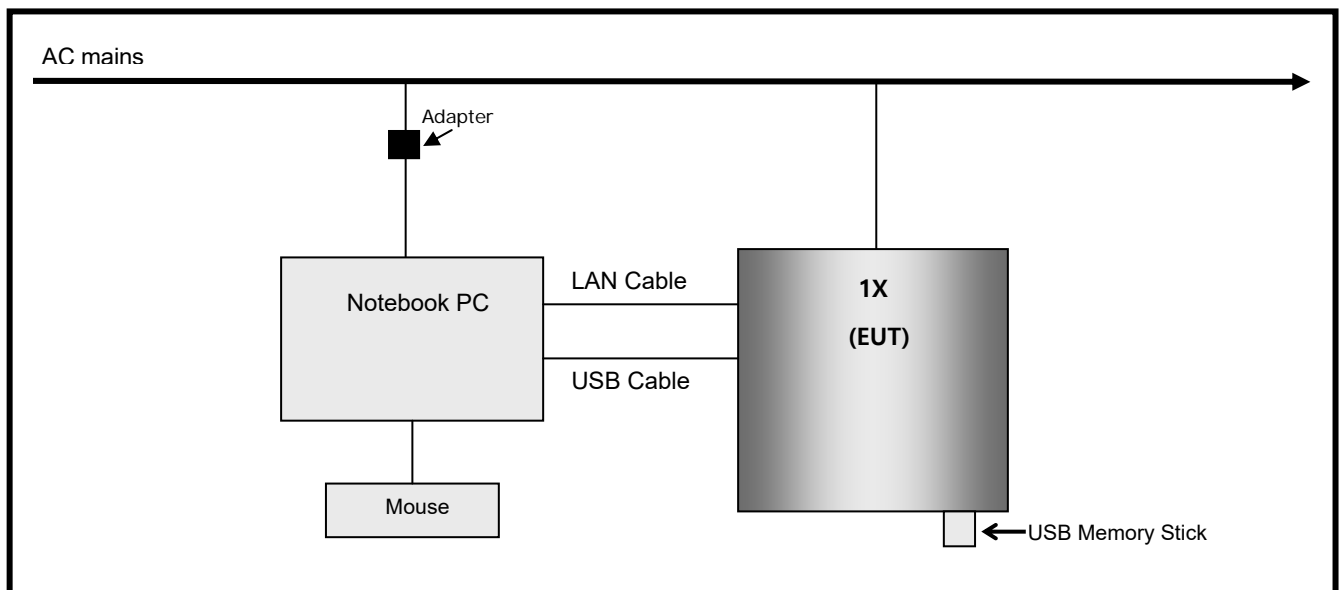 AC mains
Adapter
Notebook PC
LAN Cable
USB Cable
1X
(EUT)
Mouse
USB Memory Stick